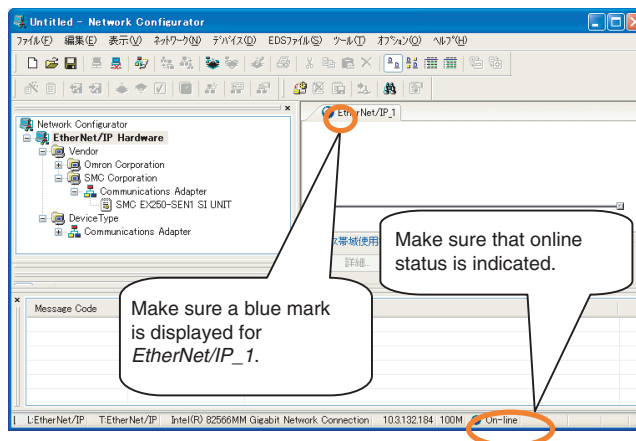 Untitled - Network Configurator
ファイル(F) 編集(E) 表示(V) ネットワーク(N) デバイス(D) EDSファイル(S) ツール(T) オプション(O) ヘルプ(H)
Network Configurator
EtherNet/IP Hardware
Vendor
Omron Corporation
SMC Corporation
Communications Adapter
SMC EX250-SEN1 SI UNIT
DeviceType
Communications Adapter
EtherNet/IP_1
帯域使用
詳細...
Make sure that online
status is indicated.
Make sure a blue mark
is displayed for
EtherNet/IP_1.
Message Code
L:EtherNet/IP T:EtherNet/IP Intel(R) 82566MM Gigabit Network Connection 10.3.132.184 100M On-line